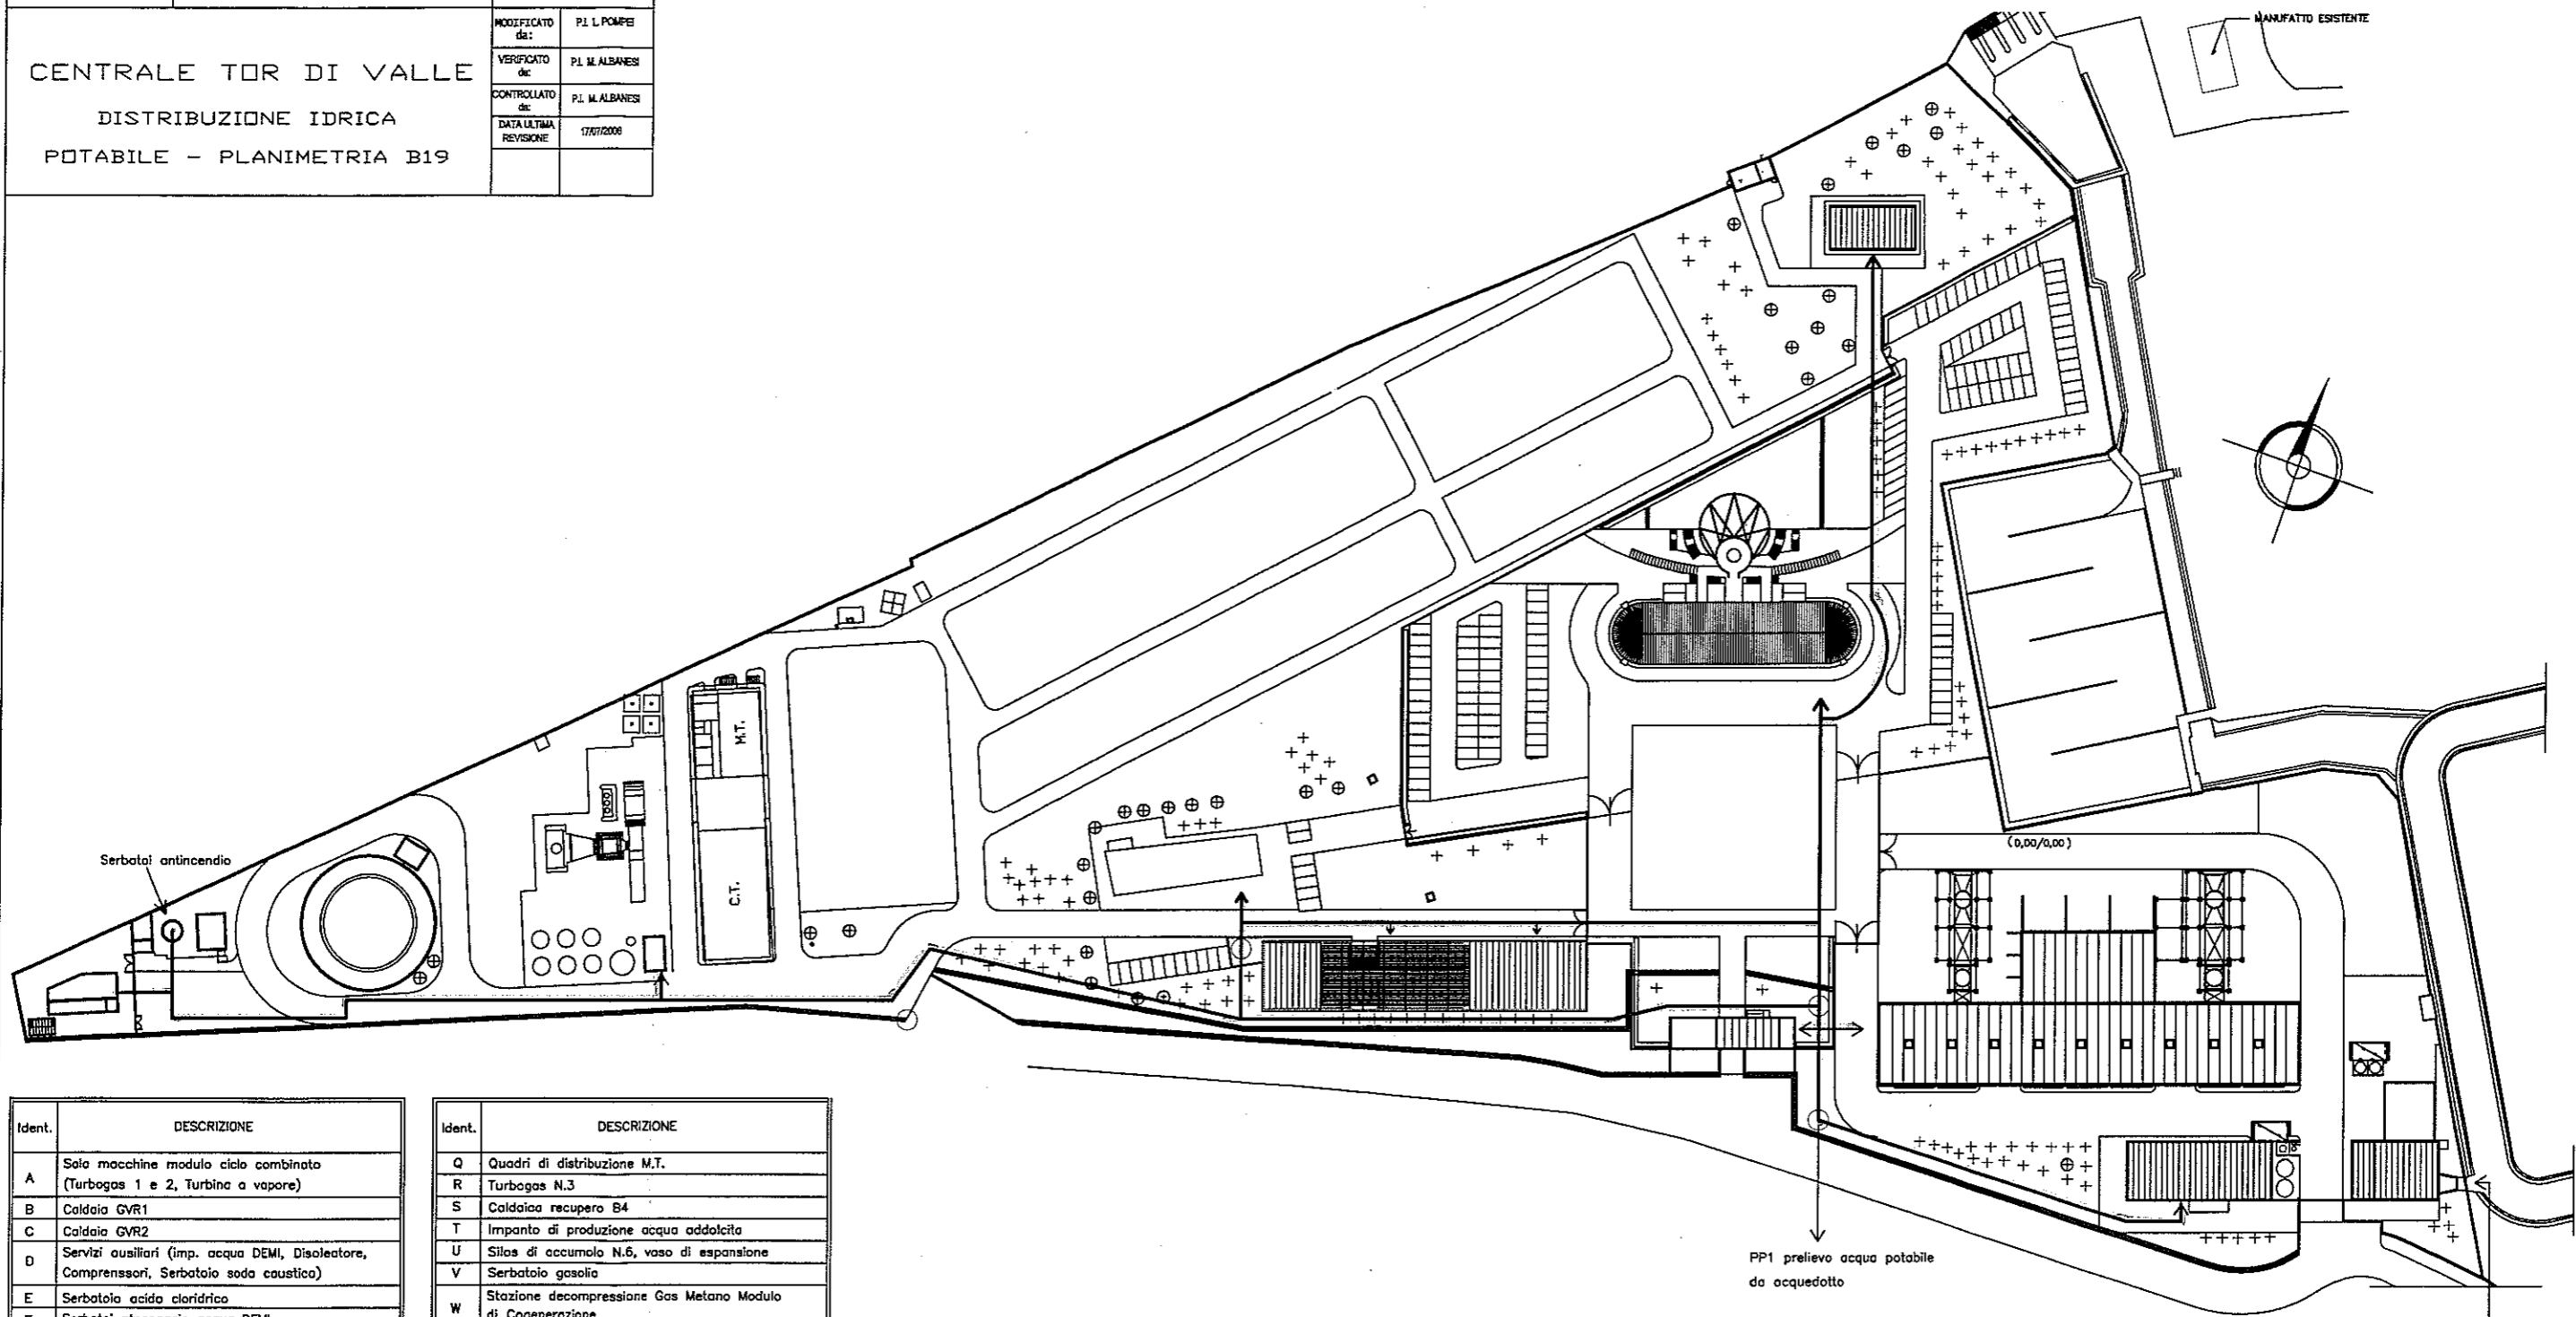 MODIFICATO P.I. L. POMPEI
da:
CENTRALE TOR DI VALLE
DISTRIBUZIONE IDRICA
POTABILE - PLANIMETRIA B19
VERIFICATO P.I. M. ALBANESI
da:
CONTROLLATO P.I. M. ALBANESI
da:
DATA ULTIMA 17/07/2006
REVISIONE
MANUFATTO ESISTENTE
M.T.
C.T.
Serbatoi antincendio
(0,00/0,00)
PP1 prelievo acqua potabile
da acquedotto
Ident. DESCRIZIONE
A Sala macchine modulo ciclo combinato
(Turbogas 1 e 2, Turbina a vapore)
B Caldaia GVR1
C Caldaia GVR2
D Servizi ausiliari (imp. acqua DEMI, Disoleatore,
Comprenssori, Serbatoio soda caustica)
E Serbatoio acido cloridrico
Ident. DESCRIZIONE
Q Quadri di distribuzione M.T.
R Turbogas N.3
S Caldaica recupero B4
T Impanto di produzione acqua addolcita
U Silos di accumolo N.6, vaso di espansione
V Serbatoio gasolio
W Stazione decompressione Gas Metano Modulo
di Cogenerazione